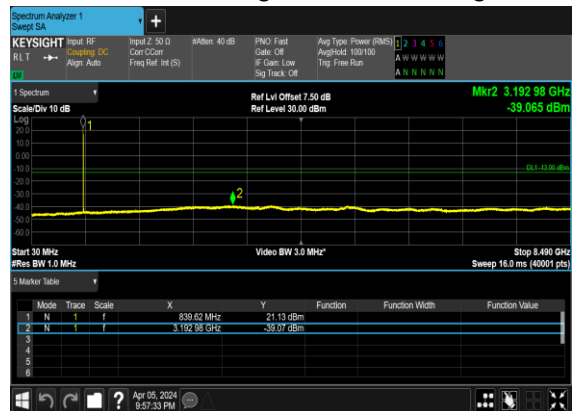 Spectrum Analyzer 1
Swept SA
+
KEYSIGHT
RLT
LXI
Input: RF
Coupling: DC
Align: Auto
Input Z: 50 Ω
Corr CCorr
Freq Ref: Int (S)
#Atten: 40 dB
PNO: Fast
Gate: Off
IF Gain: Low
Sig Track: Off
Avg Type: Power (RMS)
Avg|Hold: 100/100
Trig: Free Run
1 2 3 4 5 6
A W W W W W
A N N N N N
1 Spectrum
Scale/Div 10 dB
Ref Lvl Offset 7.50 dB
Ref Level 30.00 dBm
Mkr2 3.192 98 GHz
-39.065 dBm
Log
20.0
10.0
0.00
-10.0
-20.0
-30.0
-40.0
-50.0
-60.0
1
DL1 -13.00 dBm
2
Start 30 MHz
#Res BW 1.0 MHz
Video BW 3.0 MHz*
Stop 8.490 GHz
Sweep 16.0 ms (40001 pts)
5 Marker Table
Mode Trace Scale X Y Function Function Width Function Value
1 N 1 f 839.62 MHz 21.13 dBm
2 N 1 f 3.192 98 GHz -39.07 dBm
3
4
5
6
?
Apr 05, 2024
9:57:33 PM